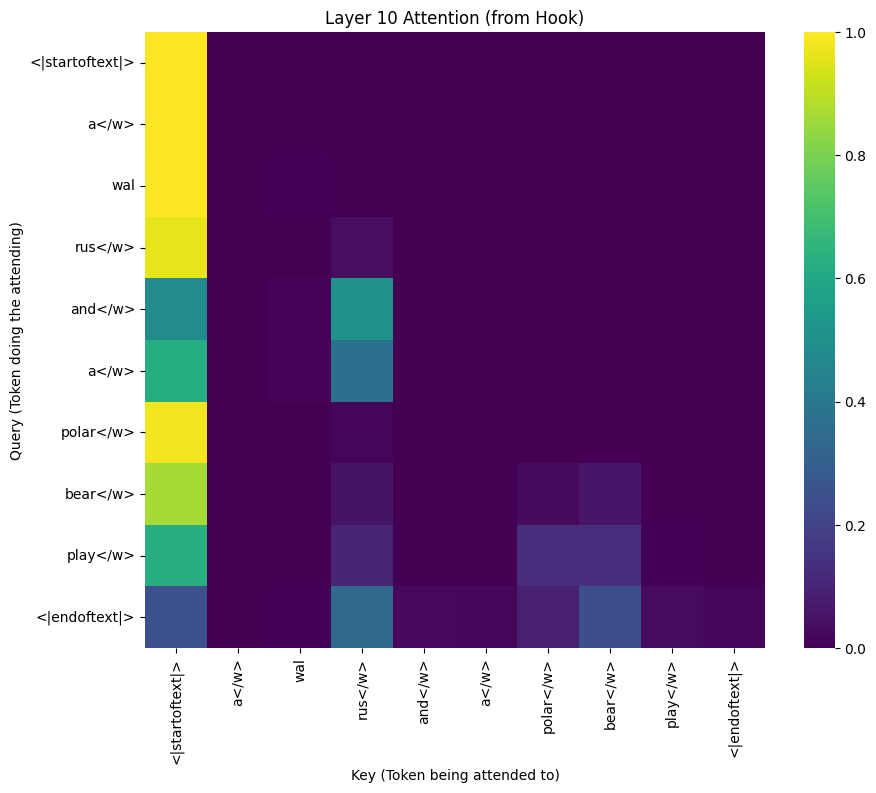 Layer 10 Attention (from Hook)
Query (Token doing the attending)
<|startoftext|>
a</w>
wal
rus</w>
and</w>
a</w>
polar</w>
bear</w>
play</w>
<|endoftext|>
<|startoftext|>
a</w>
wal
rus</w>
and</w>
a</w>
polar</w>
bear</w>
play</w>
<|endoftext|>
Key (Token being attended to)
1.0
0.8
0.6
0.4
0.2
0.0